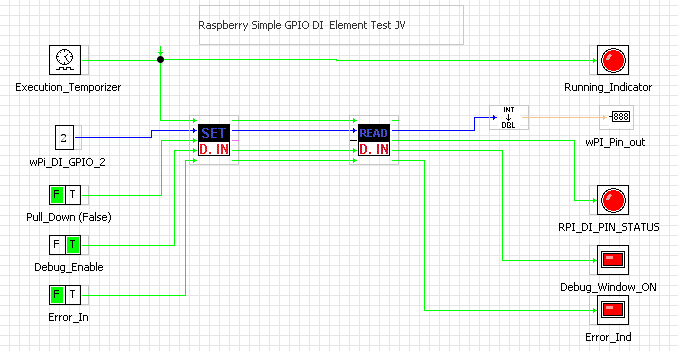 Raspberry Simple GPIO DI  Element Test JV
Execution_Temporizer
Running_Indicator
INT
DBL
-888
wPI_Pin_out
2
wPi_DI_GPIO_2
SET
D. IN
READ
D. IN
F T
Pull_Down (False)
RPI_DI_PIN_STATUS
F T
Debug_Enable
Debug_Window_ON
F T
Error_In
Error_Ind